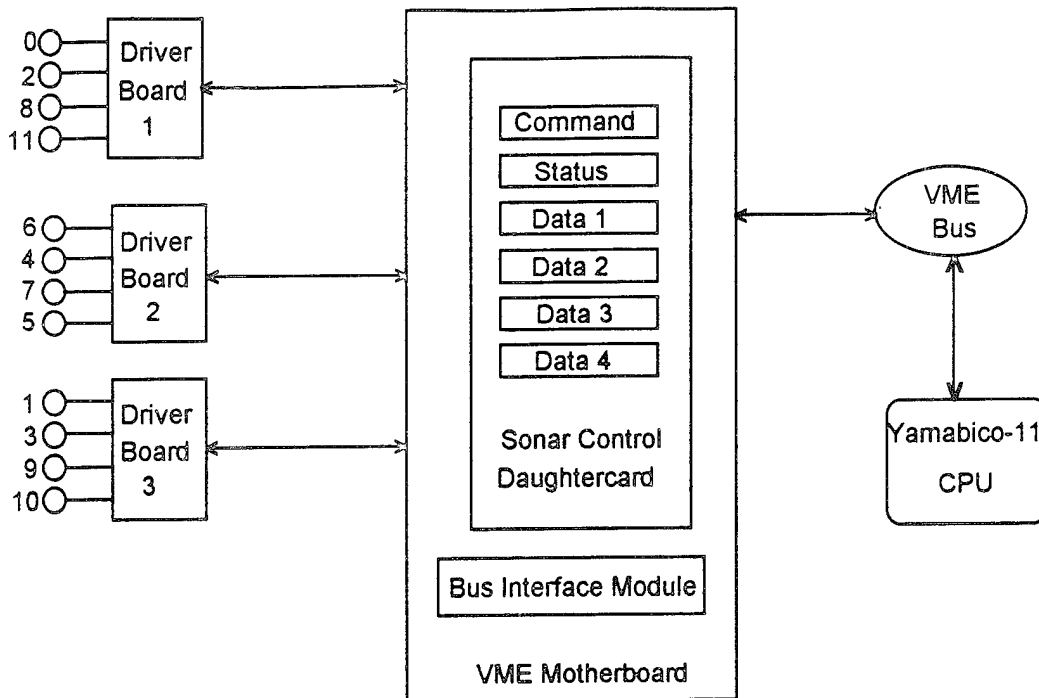 0
2
8
11
Driver
Board
1
6
4
7
5
Driver
Board
2
1
3
9
10
Driver
Board
3
Command
Status
Data 1
Data 2
Data 3
Data 4
Sonar Control
Daughtercard
Bus Interface Module
VME Motherboard
VME
Bus
Yamabico-11
CPU